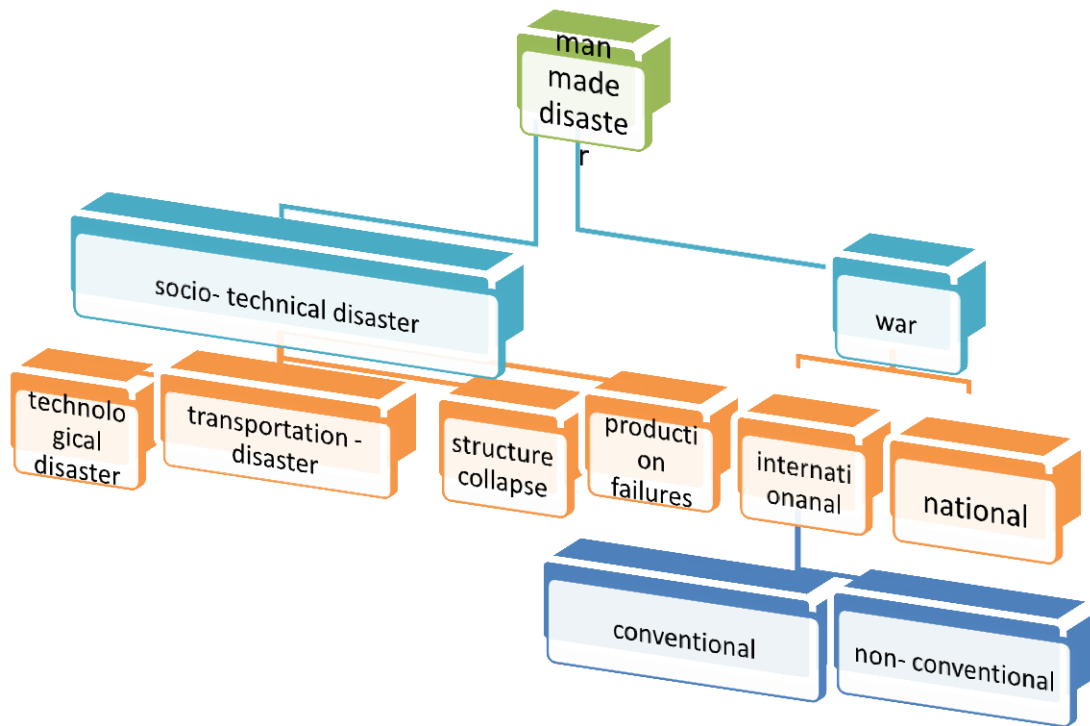 man
made
disaste
r
socio- technical disaster
war
technolo
gical
disaster
transportation -
disaster
structure
collapse
producti
on
failures
internati
onanal
national
conventional
non- conventional